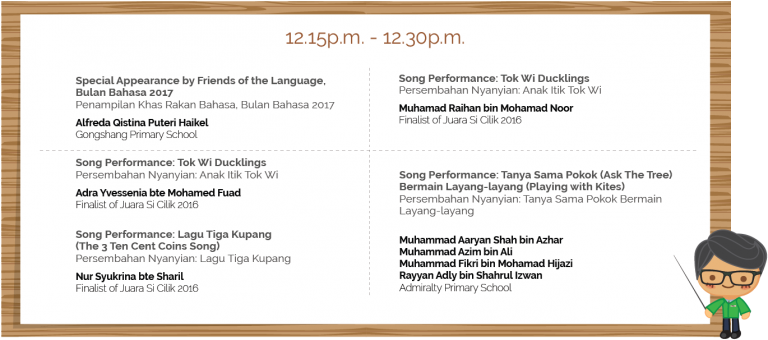 12.15p.m. - 12.30p.m.
Special Appearance by Friends of the Language,
Bulan Bahasa 2017
Penampilan Khas Rakan Bahasa, Bulan Bahasa 2017
Alfreda Qistina Puteri Haikel
Gongshang Primary School
Song Performance: Tok Wi Ducklings
Persembahan Nyanyian: Anak Itik Tok Wi
Adra Yvessenia bte Mohamed Fuad
Finalist of Juara Si Cilik 2016
Song Performance: Lagu Tiga Kupang
(The 3 Ten Cent Coins Song)
Persembahan Nyanyian: Lagu Tiga Kupang
Nur Syukrina bte Sharil
Finalist of Juara Si Cilik 2016
Song Performance: Tok Wi Ducklings
Persembahan Nyanyian: Anak Itik Tok Wi
Muhamad Raihan bin Mohamad Noor
Finalist of Juara Si Cilik 2016
Song Performance: Tanya Sama Pokok (Ask The Tree)
Bermain Layang-layang (Playing with Kites)
Persembahan Nyanyian: Tanya Sama Pokok Bermain
Layang-layang
Muhammad Aaryan Shah bin Azhar
Muhammad Azim bin Ali
Muhammad Fikri bin Mohamad Hijazi
Rayyan Adly bin Shahrul Izwan
Admiralty Primary School